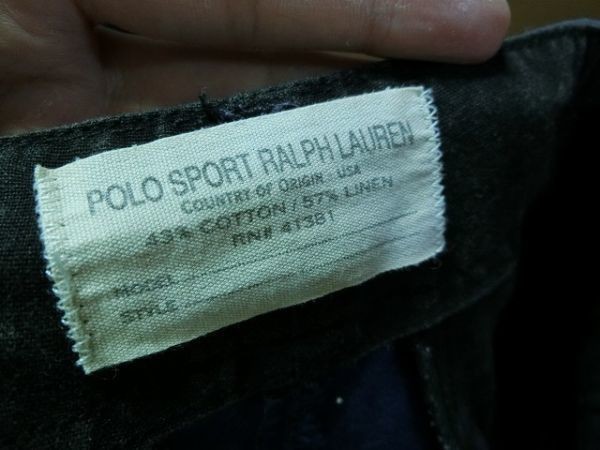 POLO SPORT RALPH LAUREN
COUNTRY OF ORIGIN USA
43% COTTON / 57% LINEN
RN# 41381
MODEL
STYLE